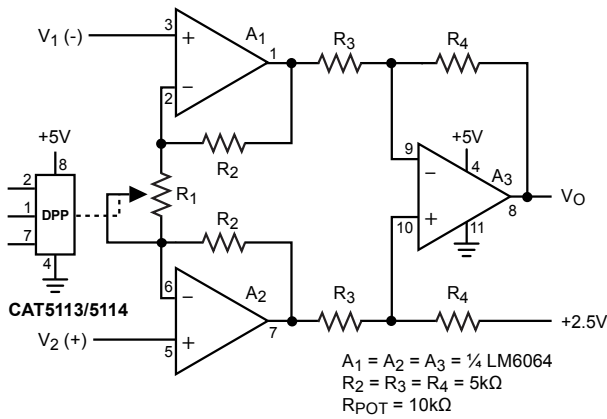 V1 (-)
3
+
A1
1
2
−
R3
R4
+5V
8
R2
2
1
7
DPP
R1
4
CAT5113/5114
R2
9
−
+5V
4
A3
8
VO
10
+
11
6
−
A2
7
V2 (+)
5
+
R3
R4
+2.5V
A1 = A2 = A3 = ¼ LM6064
R2 = R3 = R4 = 5kΩ
RPOT = 10kΩ